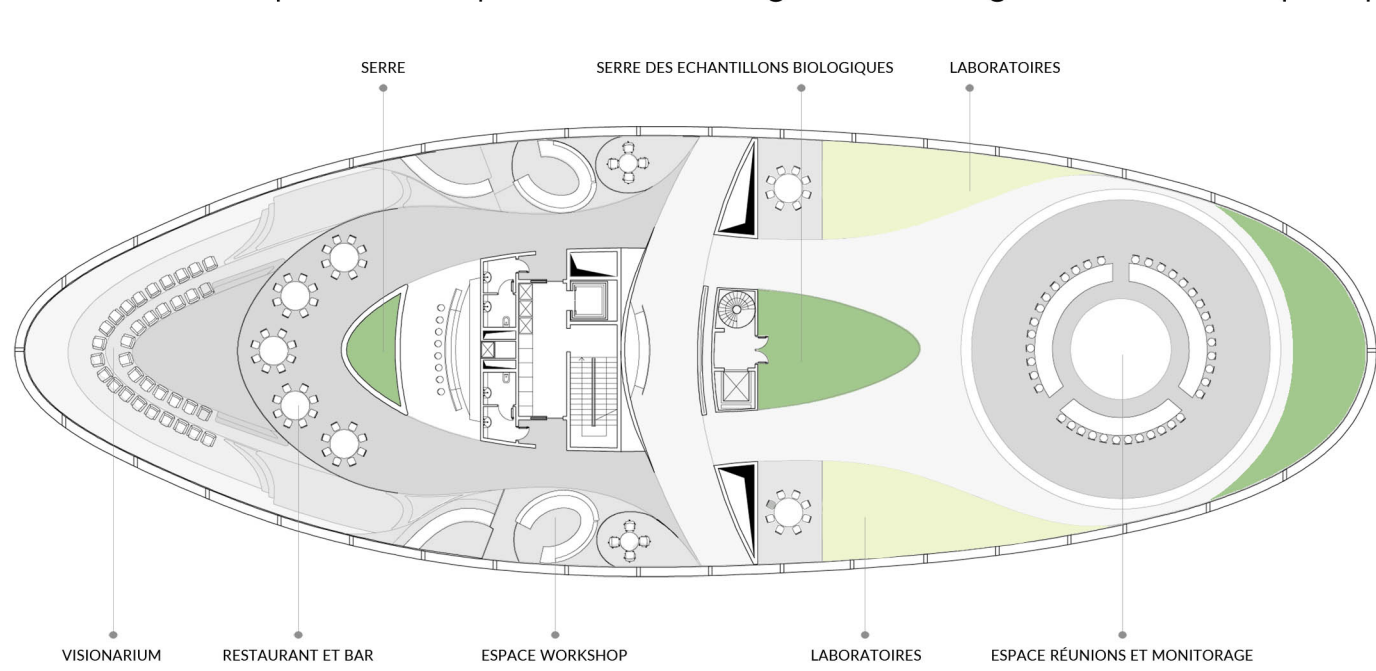 SERRE
SERRE DES ECHANTILLONS BIOLOGIQUES
LABORATOIRES
VISIONARIUM
RESTAURANT ET BAR
ESPACE WORKSHOP
LABORATOIRES
ESPACE RÉUNIONS ET MONITORAGE